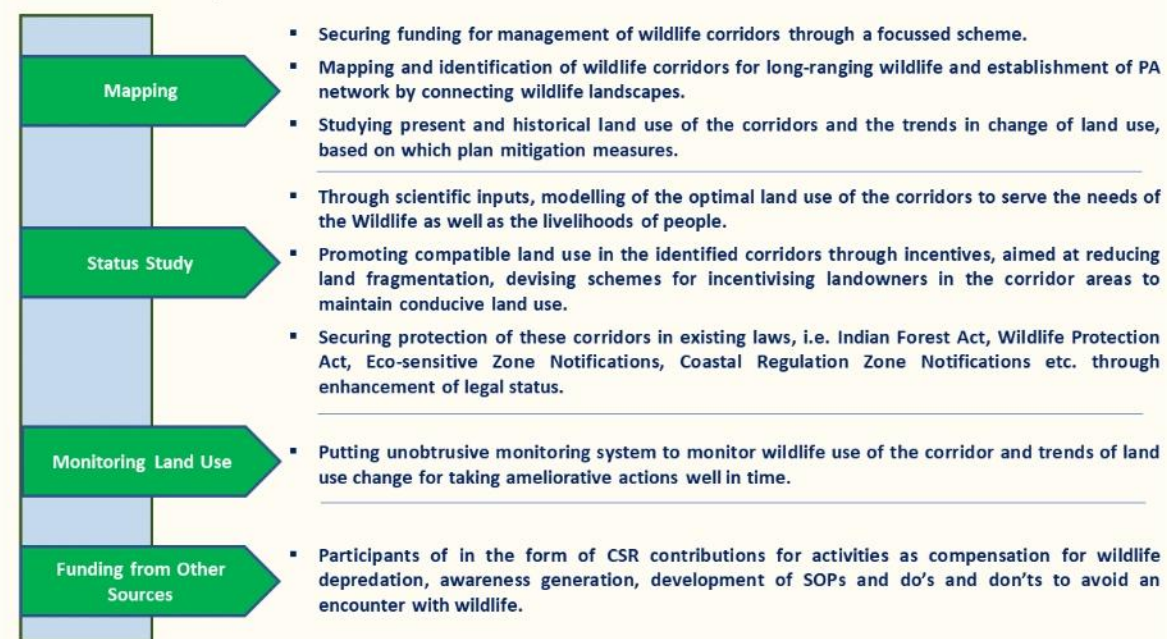 Mapping
▪ Securing funding for management of wildlife corridors through a focussed scheme.
▪ Mapping and identification of wildlife corridors for long-ranging wildlife and establishment of PA
network by connecting wildlife landscapes.
▪ Studying present and historical land use of the corridors and the trends in change of land use,
based on which plan mitigation measures.
Status Study
▪ Through scientific inputs, modelling of the optimal land use of the corridors to serve the needs of
the Wildlife as well as the livelihoods of people.
▪ Promoting compatible land use in the identified corridors through incentives, aimed at reducing
land fragmentation, devising schemes for incentivising landowners in the corridor areas to
maintain conducive land use.
▪ Securing protection of these corridors in existing laws, i.e. Indian Forest Act, Wildlife Protection
Act, Eco-sensitive Zone Notifications, Coastal Regulation Zone Notifications etc. through
enhancement of legal status.
Monitoring Land Use
▪ Putting unobtrusive monitoring system to monitor wildlife use of the corridor and trends of land
use change for taking ameliorative actions well in time.
Funding from Other
Sources
▪ Participants of in the form of CSR contributions for activities as compensation for wildlife
depredation, awareness generation, development of SOPs and do's and don'ts to avoid an
encounter with wildlife.